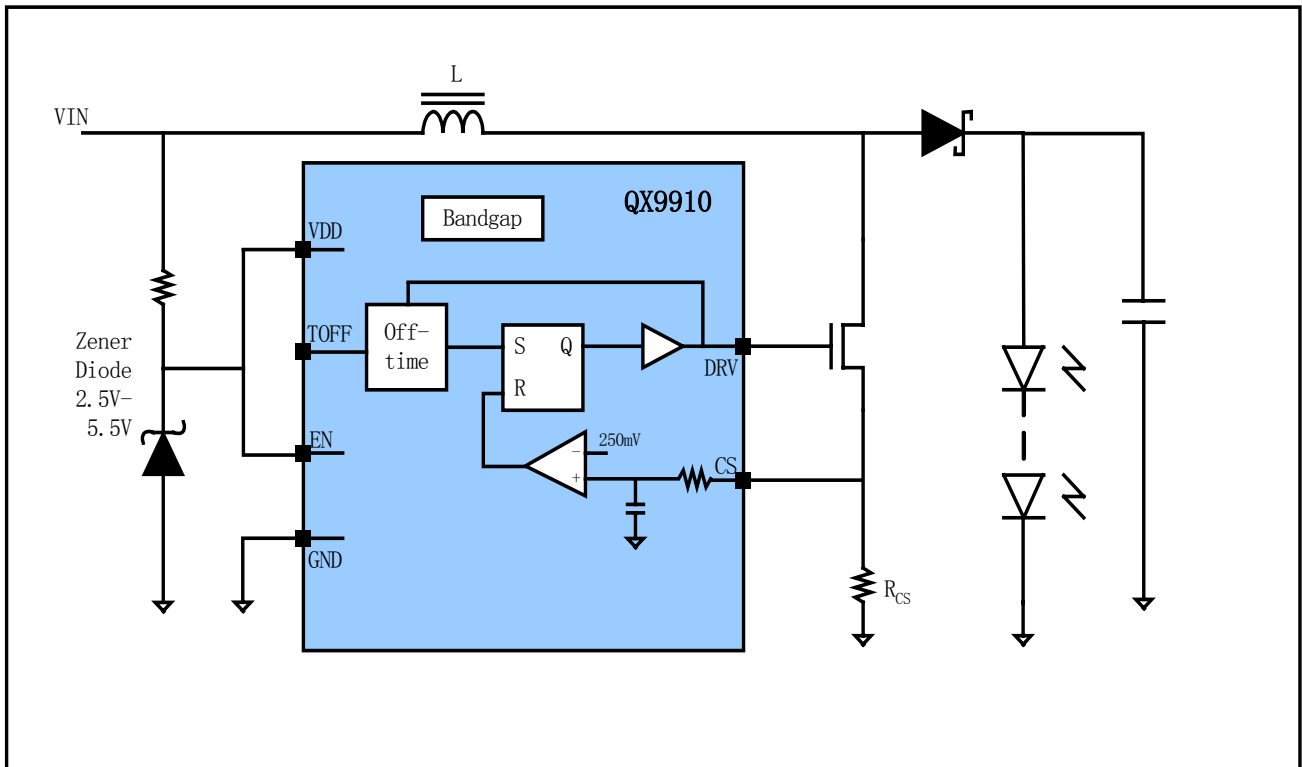 L
VIN
QX9910
Bandgap
VDD
TOFF
Off-
time
S Q
R
DRV
Zener
Diode
2.5V-
5.5V
EN
250mV
-
+
CS
GND
RCS